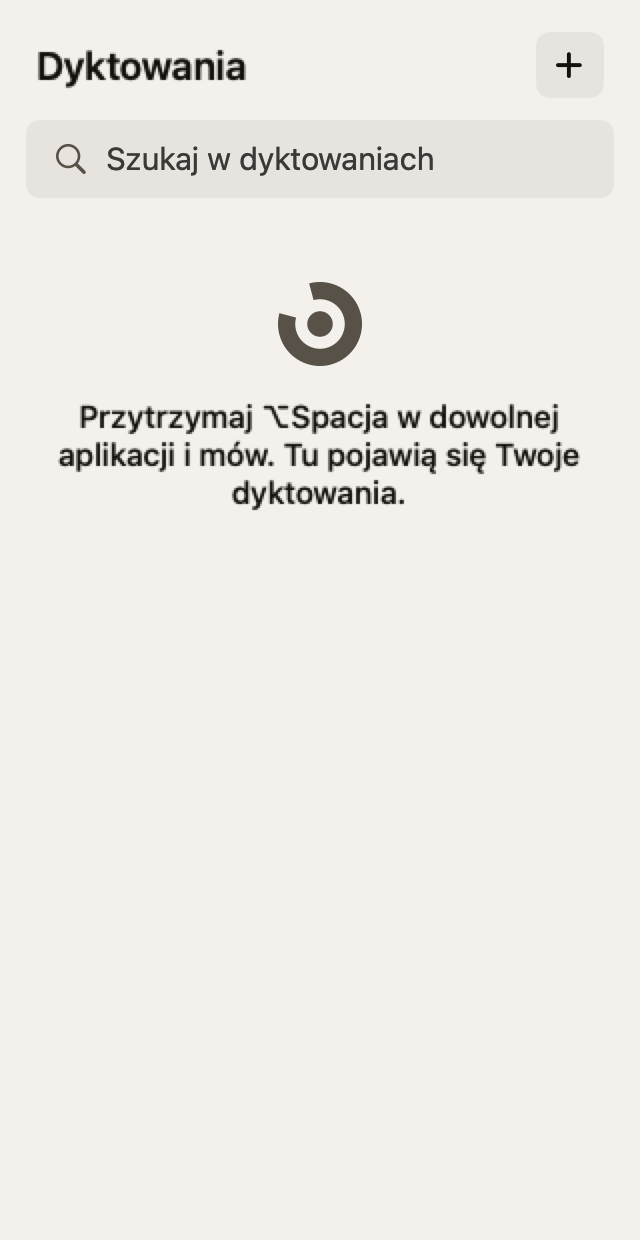 Dyktowania
Szukaj w dyktowaniach
Przytrzymaj ⌥Spacja w dowolnej
aplikacji i mów. Tu pojawią się Twoje
dyktowania.